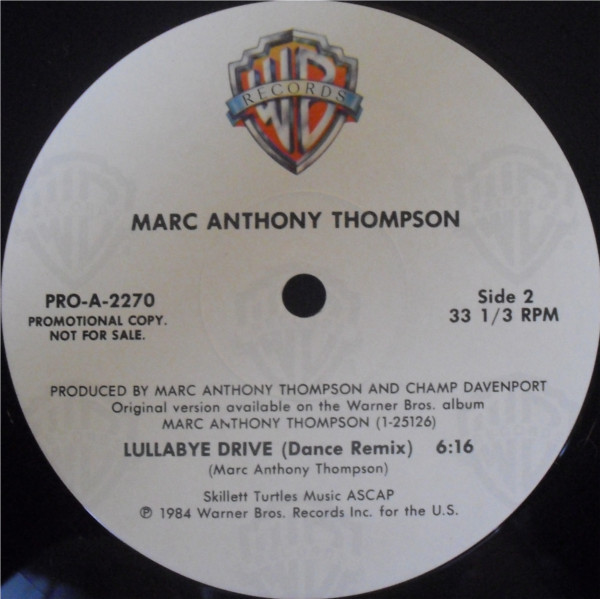 WB
RECORDS
MARC ANTHONY THOMPSON
PRO-A-2270
PROMOTIONAL COPY.
NOT FOR SALE.
Side 2
33 1/3 RPM
PRODUCED BY MARC ANTHONY THOMPSON AND CHAMP DAVENPORT
Original version available on the Warner Bros. album
MARC ANTHONY THOMPSON (1-25126)
LULLABYE DRIVE (Dance Remix) 6:16
(Marc Anthony Thompson)
Skillett Turtles Music ASCAP
℗ 1984 Warner Bros. Records Inc. for the U.S.